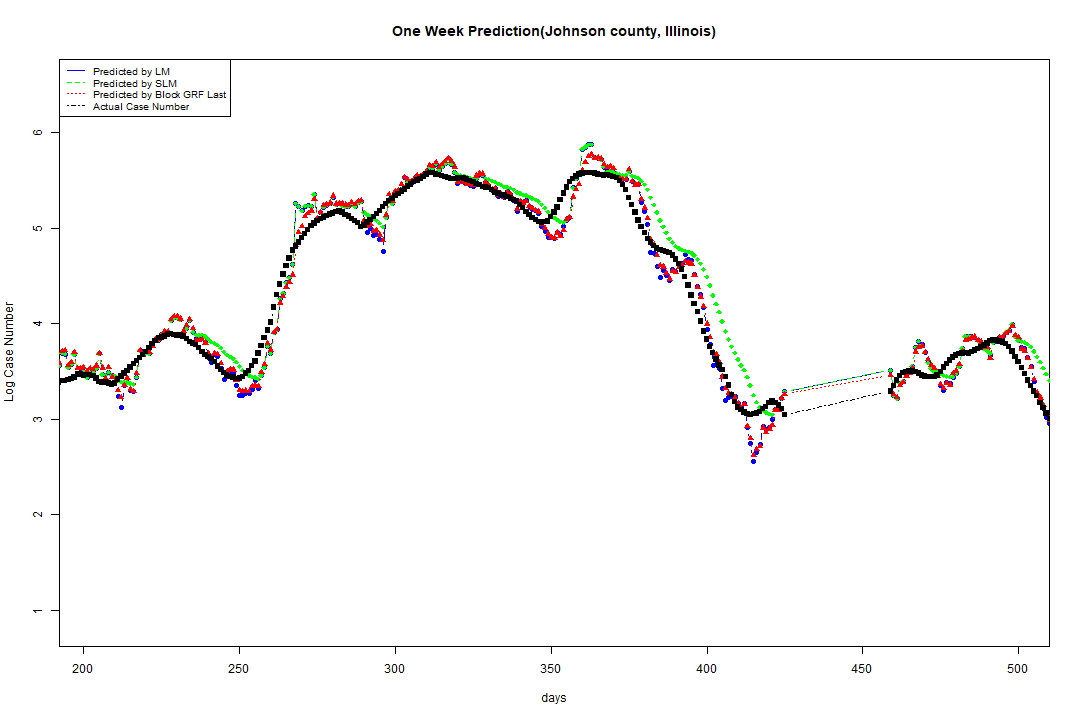 One Week Prediction(Johnson county, Illinois)
Predicted by LM
Predicted by SLM
Predicted by Block GRF Last
Actual Case Number
Log Case Number
6
5
4
3
2
1
200 250 300 350 400 450 500
days